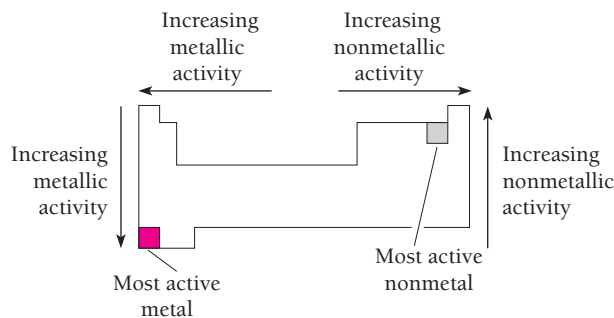 Increasing
metallic
activity
Increasing
nonmetallic
activity
Increasing
metallic
activity
Increasing
nonmetallic
activity
Most active
metal
Most active
nonmetal